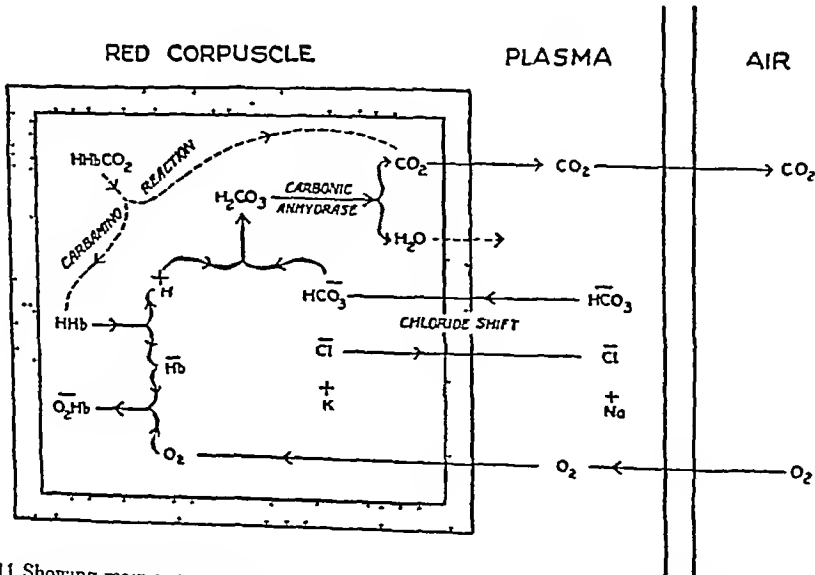 RED CORPUSCLE PLASMA AIR
HHbCO2
CARBAMINO REACTION
CO2 CO2 CO2
H2CO3 CARBONIC
ANHYDRASE
H2O
H+
HCO3− HCO3−
HHb
CHLORIDE SHIFT
Cl− Cl−
Hb−
K+ Na+
O2Hb−
O2 O2 O2
11 Showing